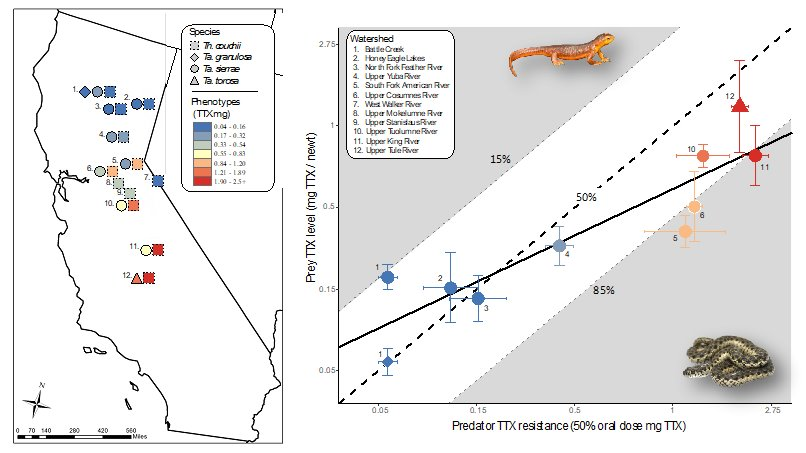 Species
Th. couchii
Ta. granulosa
Ta. sierrae
Ta. torosa
Phenotypes
(TTXmg)
0.04 - 0.16
0.17 - 0.32
0.33 - 0.54
0.55 - 0.83
0.84 - 1.20
1.21 - 1.89
1.90 - 2.5+
1.
2.
3.
4.
5.
6.
7.
8.
9.
10.
11.
12.
N
0 70 140 280 420 560
Miles
Watershed
1. Battle Creek
2. Honey Eagle Lakes
3. North Fork Feather River
4. Upper Yuba River
5. South Fork American River
6. Upper Cosumnes River
7. West Walker River
8. Upper Mokelumne River
9. Upper Stanislaus River
10. Upper Tuolumne River
11. Upper King River
12. Upper Tule River
15%
50%
85%
1
1
2
3
4
5
6
10
11
12
2.75
1
0.5
0.15
0.05
Prey TTX level (mg TTX / newt)
0.05 0.15 0.5 1 2.75
Predator TTX resistance (50% oral dose mg TTX)